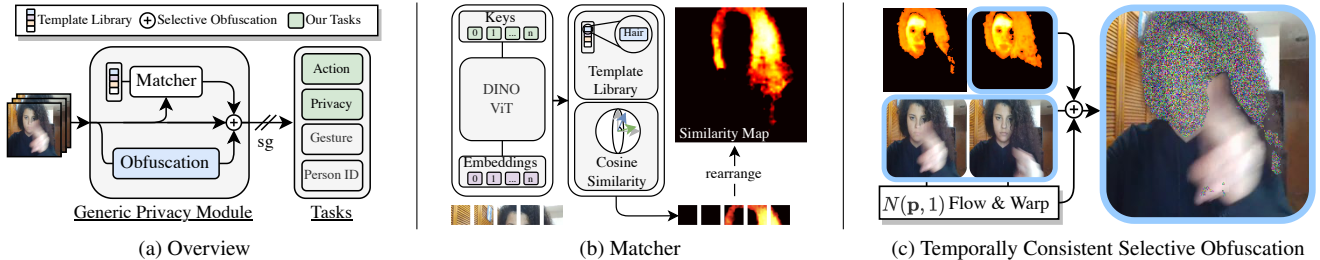 Template Library
Selective Obfuscation
Our Tasks
Matcher
Obfuscation
sg
Action
Privacy
Gesture
Person ID
Generic Privacy Module
Tasks
(a) Overview
Keys
0 1 ... n
DINO
ViT
Embeddings
0 1 ... n
Hair
Template
Library
Cosine
Similarity
Similarity Map
rearrange
(b) Matcher
N(p, 1) Flow & Warp
(c) Temporally Consistent Selective Obfuscation